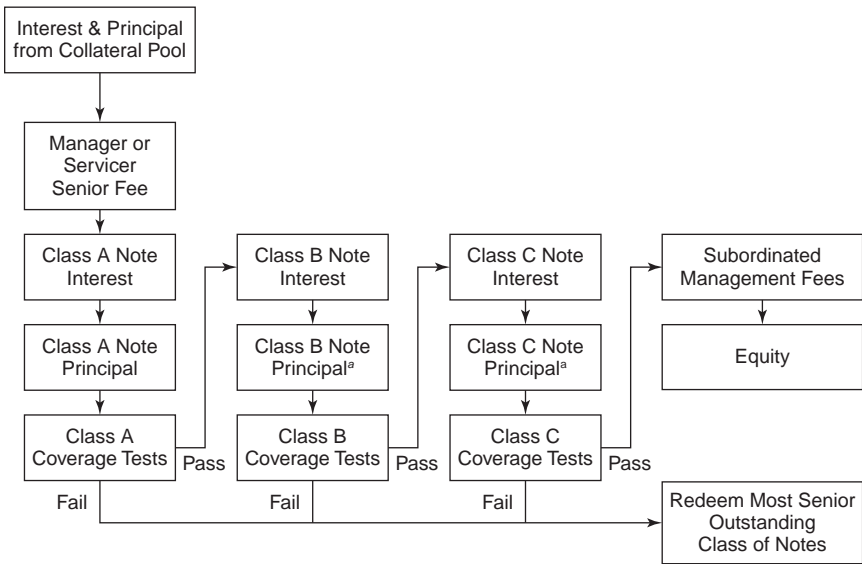 Interest & Principal
from Collateral Pool
Manager or
Servicer
Senior Fee
Class A Note
Interest
Class A Note
Principal
Class A
Coverage Tests
Pass
Fail
Class B Note
Interest
Class B Note
Principalᵃ
Class B
Coverage Tests
Pass
Fail
Class C Note
Interest
Class C Note
Principalᵃ
Class C
Coverage Tests
Pass
Fail
Subordinated
Management Fees
Equity
Redeem Most Senior
Outstanding
Class of Notes